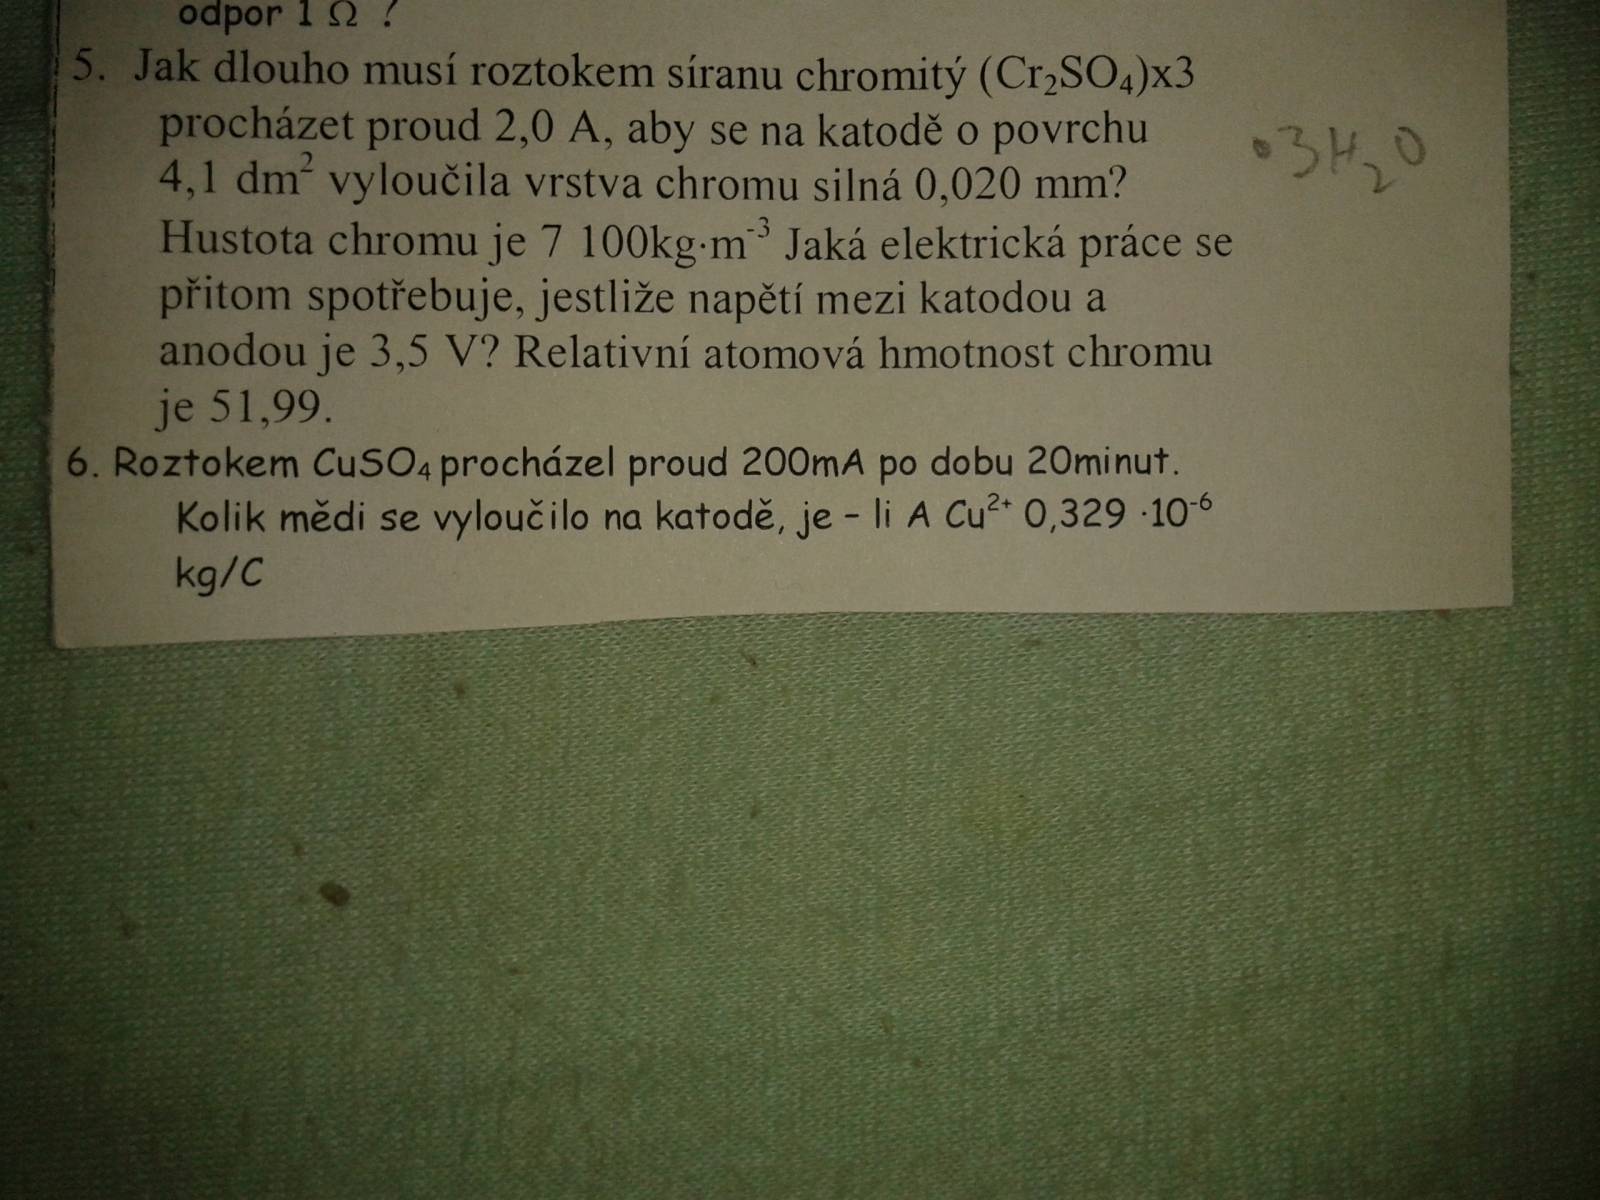 odpor 1 Ω ?
5. Jak dlouho musí roztokem síranu chromitý (Cr₂SO₄)x3
procházet proud 2,0 A, aby se na katodě o povrchu
•3H₂O
4,1 dm² vyloučila vrstva chromu silná 0,020 mm?
Hustota chromu je 7 100kg·m⁻³ Jaká elektrická práce se
přitom spotřebuje, jestliže napětí mezi katodou a
anodou je 3,5 V? Relativní atomová hmotnost chromu
je 51,99.
6. Roztokem CuSO₄ procházel proud 200mA po dobu 20minut.
Kolik mědi se vyloučilo na katodě, je – li A Cu²⁺ 0,329 ·10⁻⁶
kg/C